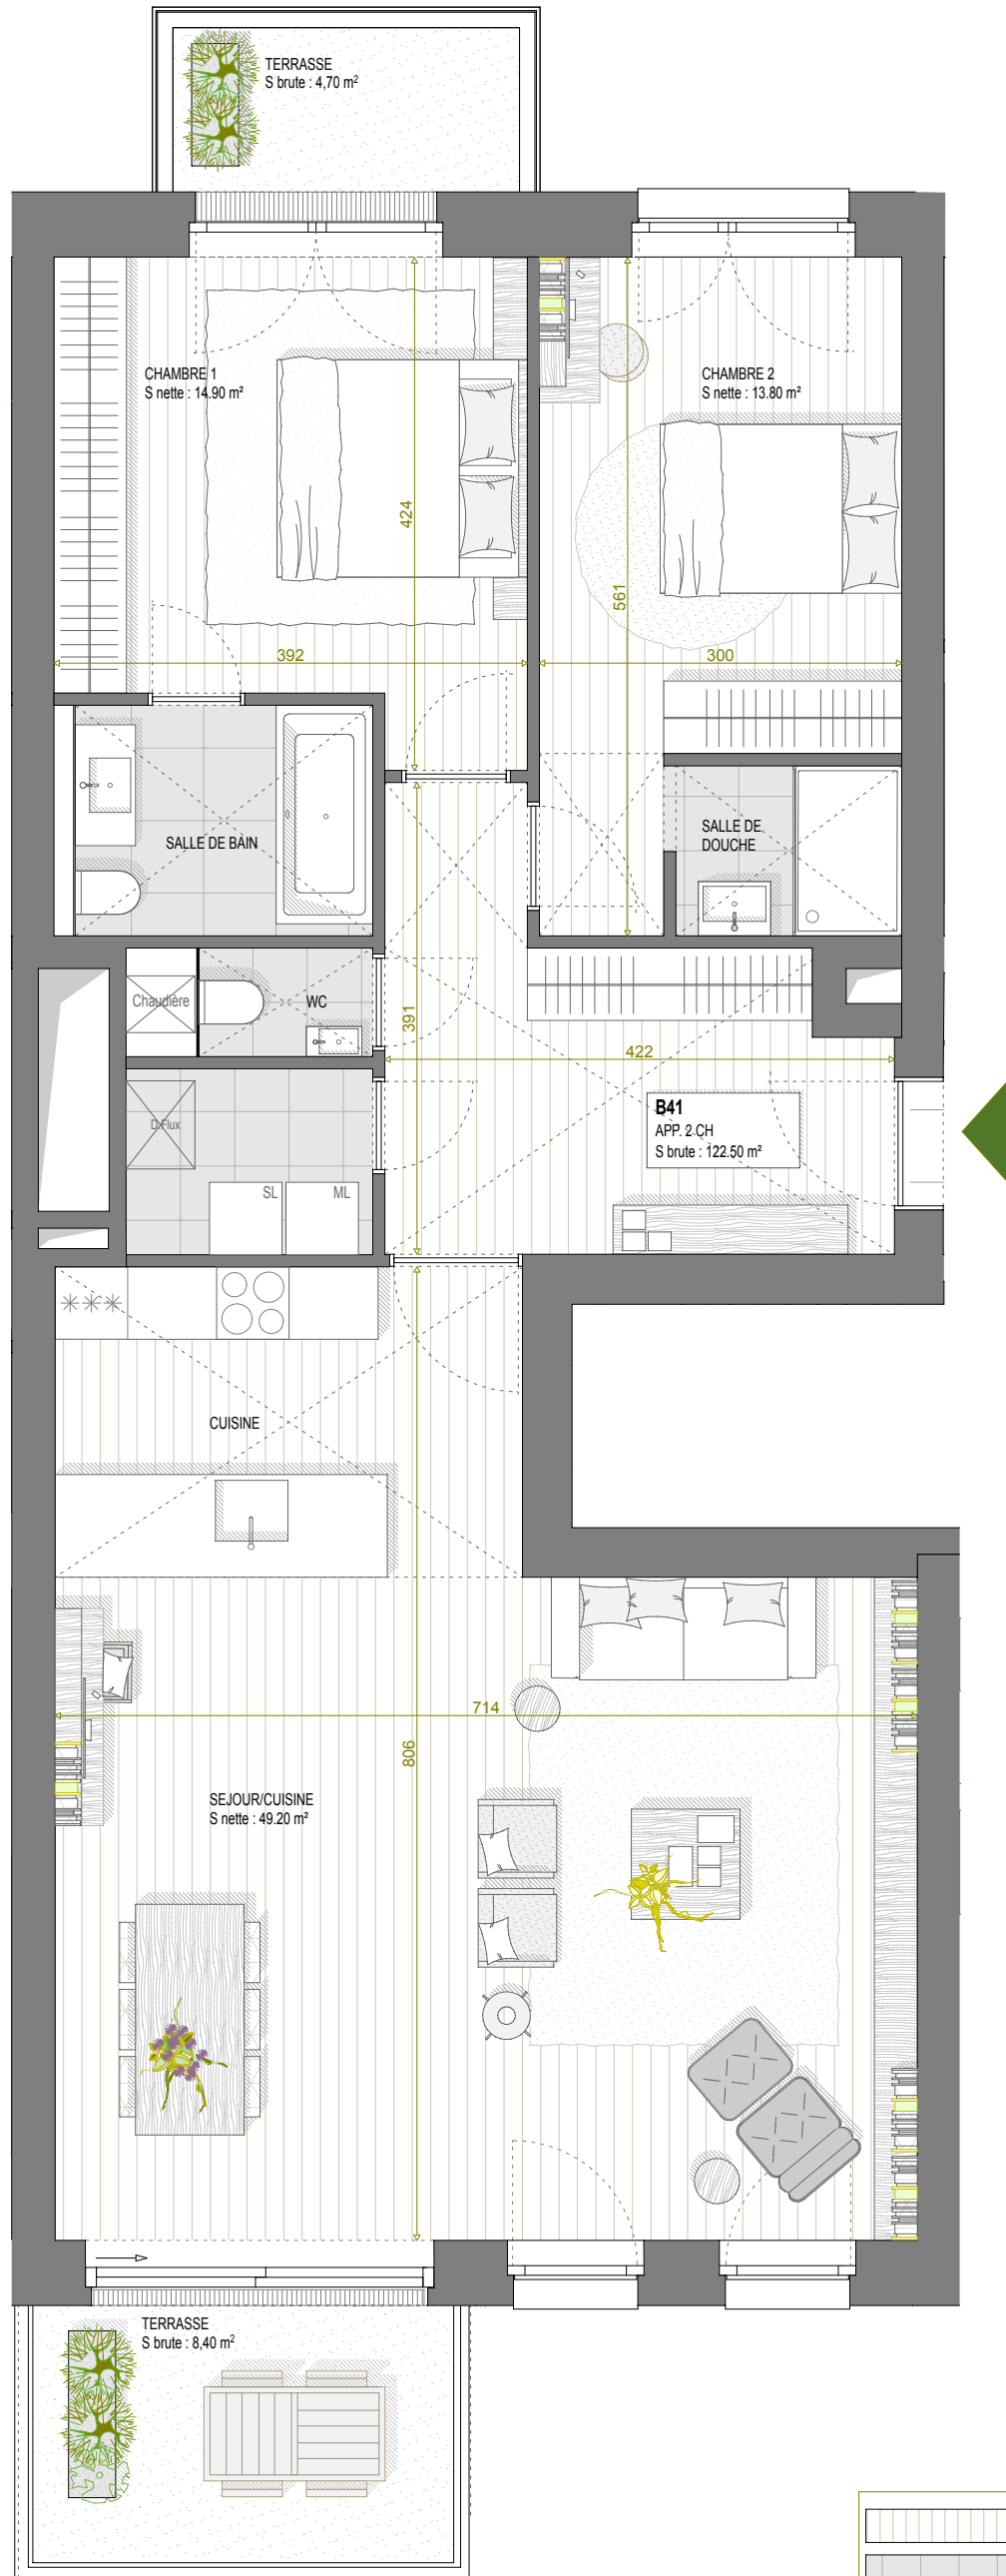 TERRASSE
S brute : 4,70 m²
CHAMBRE 1
S nette : 14.90 m²
CHAMBRE 2
S nette : 13.80 m²
424
561
392
300
SALLE DE BAIN
SALLE DE
DOUCHE
Chaudière
WC
391
422
D.Flux
B41
APP. 2 CH
S brute : 122.50 m²
SL
ML
CUISINE
714
806
SEJOUR/CUISINE
S nette : 49.20 m²
TERRASSE
S brute : 8,40 m²